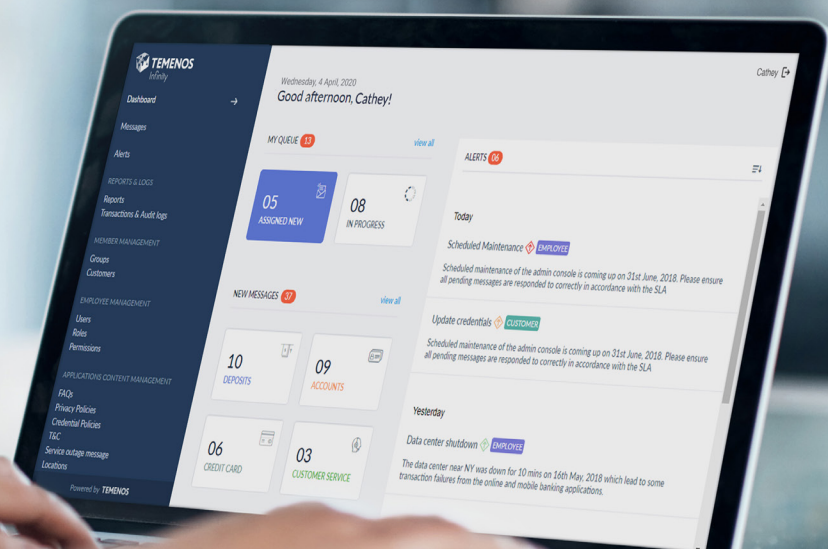 TEMENOS
Infinity
Dashboard
Messages
Alerts
REPORTS & LOGS
Reports
Transactions & Audit logs
MEMBER MANAGEMENT
Groups
Customers
EMPLOYEE MANAGEMENT
Users
Roles
Permissions
APPLICATIONS CONTENT MANAGEMENT
FAQs
Privacy Policies
Credential Policies
T&C
Service outage message
Locations
Powered by TEMENOS
Cathey
Wednesday, 4 April, 2020
Good afternoon, Cathey!
MY QUEUE 13
view all
05
ASSIGNED NEW
08
IN PROGRESS
NEW MESSAGES 37
view all
10
DEPOSITS
09
ACCOUNTS
06
CREDIT CARD
03
CUSTOMER SERVICE
ALERTS 06
Today
Scheduled Maintenance EMPLOYEE
Scheduled maintenance of the admin console is coming up on 31st June, 2018. Please ensure
all pending messages are responded to correctly in accordance with the SLA
Update credentials CUSTOMER
Scheduled maintenance of the admin console is coming up on 31st June, 2018. Please ensure
all pending messages are responded to correctly in accordance with the SLA
Yesterday
Data center shutdown EMPLOYEE
The data center near NY was down for 10 mins on 16th May, 2018 which lead to some
transaction failures from the online and mobile banking applications.